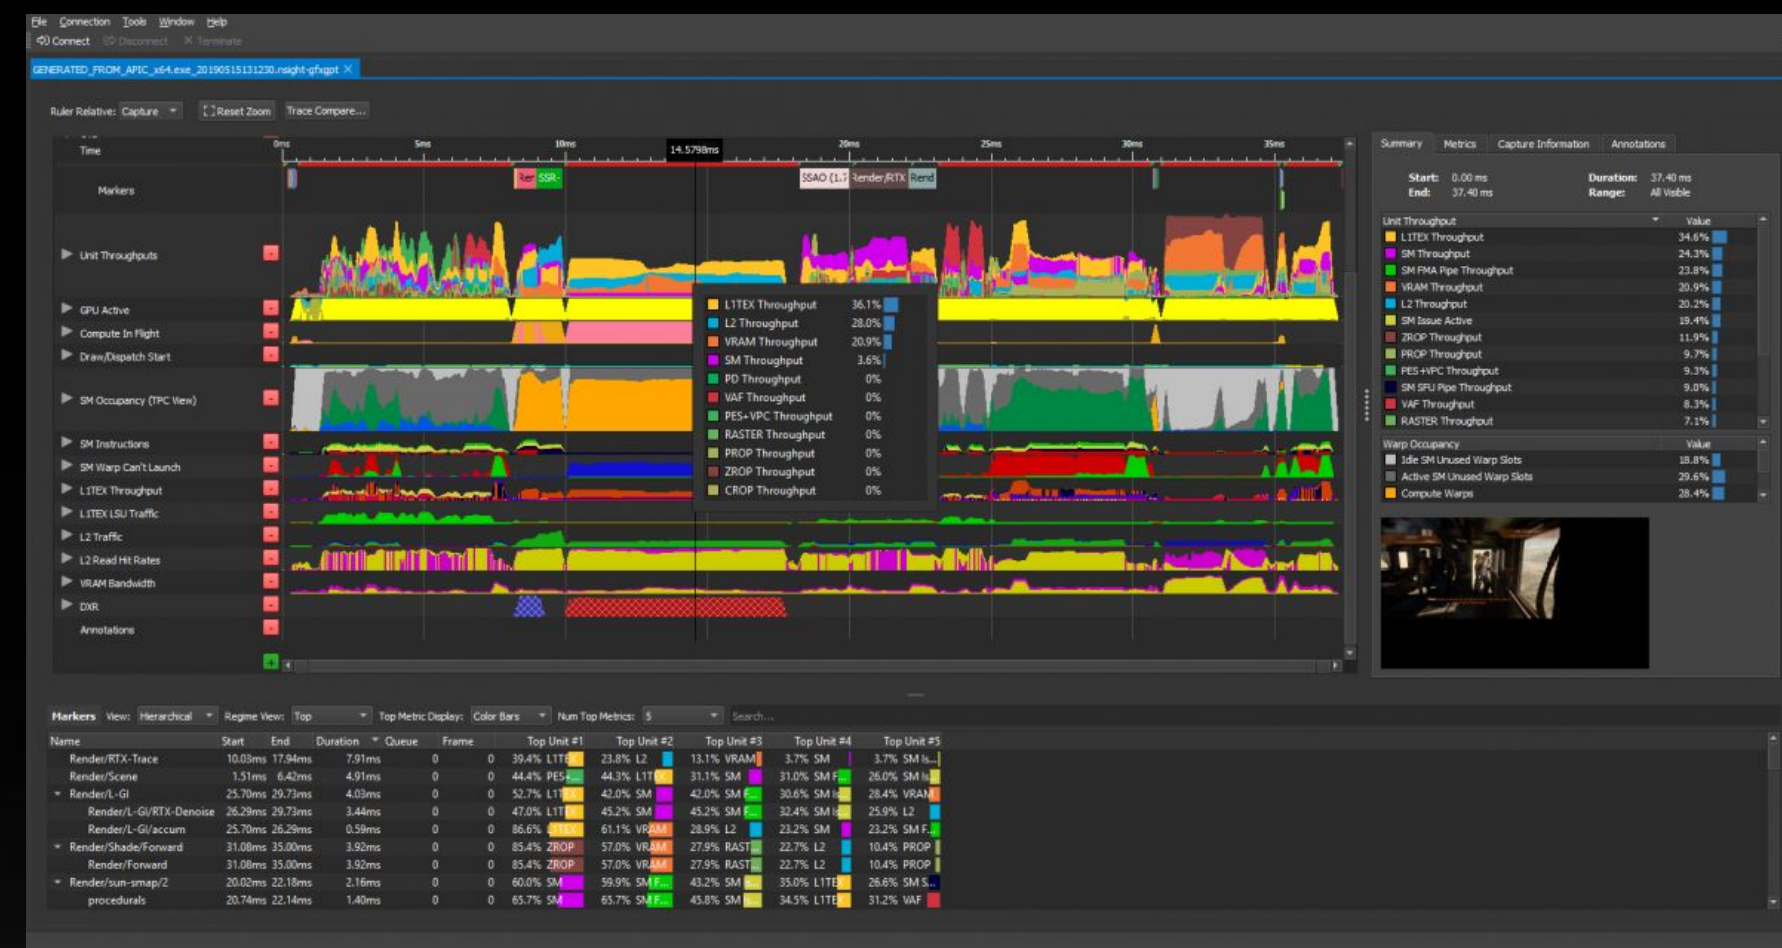 File Connection Tools Window Help
Connect Disconnect Terminate
GENERATED_FROM_APIC_x64.exe_20190515131230.nsight-gfxgpt
Ruler Relative: Capture Reset Zoom Trace Compare...
Time 0ms 5ms 10ms 14.5798ms 20ms 25ms 30ms 35ms
Markers Rer SSR- SSAO (1.7 Render/RTX Rend
Unit Throughputs
GPU Active
Compute In Flight
Draw/Dispatch Start
SM Occupancy (TPC View)
SM Instructions
SM Warp Can't Launch
L1TEX Throughput
L1TEX LSU Traffic
L2 Traffic
L2 Read Hit Rates
VRAM Bandwidth
DXR
Annotations
L1TEX Throughput 36.1%
L2 Throughput 28.0%
VRAM Throughput 20.9%
SM Throughput 3.6%
PD Throughput 0%
VAF Throughput 0%
PES+VPC Throughput 0%
RASTER Throughput 0%
PROP Throughput 0%
ZROP Throughput 0%
CROP Throughput 0%
Summary Metrics Capture Information Annotations
Start: 0.00 ms Duration: 37.40 ms
End: 37.40 ms Range: All Visible
Unit Throughput Value
L1TEX Throughput 34.6%
SM Throughput 24.3%
SM FMA Pipe Throughput 23.8%
VRAM Throughput 20.9%
L2 Throughput 20.2%
SM Issue Active 19.4%
ZROP Throughput 11.9%
PROP Throughput 9.7%
PES+VPC Throughput 9.3%
SM SFU Pipe Throughput 9.0%
VAF Throughput 8.3%
RASTER Throughput 7.1%
Warp Occupancy Value
Idle SM Unused Warp Slots 18.8%
Active SM Unused Warp Slots 29.6%
Compute Warps 28.4%
Markers View: Hierarchical Regime View: Top Top Metric Display: Color Bars Num Top Metrics: 5 Search...
Name Start End Duration Queue Frame Top Unit #1 Top Unit #2 Top Unit #3 Top Unit #4 Top Unit #5
Render/RTX-Trace 10.03ms 17.94ms 7.91ms 0 0 39.4% L1TEX 23.8% L2 13.1% VRAM 3.7% SM 3.7% SM Is...
Render/Scene 1.51ms 6.42ms 4.91ms 0 0 44.4% PES+... 44.3% L1TEX 31.1% SM 31.0% SM F... 26.0% SM Is...
Render/L-GI 25.70ms 29.73ms 4.03ms 0 0 52.7% L1TEX 42.0% SM 42.0% SM F... 30.6% SM Is... 28.4% VRAM
Render/L-GI/RTX-Denoise 26.29ms 29.73ms 3.44ms 0 0 47.0% L1TEX 45.2% SM 45.2% SM F... 32.4% SM Is... 25.9% L2
Render/L-GI/accum 25.70ms 26.29ms 0.59ms 0 0 86.6% L1TEX 61.1% VRAM 28.9% L2 23.2% SM 23.2% SM F...
Render/Shade/Forward 31.08ms 35.00ms 3.92ms 0 0 85.4% ZROP 57.0% VRAM 27.9% RAST... 22.7% L2 10.4% PROP
Render/Forward 31.08ms 35.00ms 3.92ms 0 0 85.4% ZROP 57.0% VRAM 27.9% RAST... 22.7% L2 10.4% PROP
Render/sun-smap/2 20.02ms 22.18ms 2.16ms 0 0 60.0% SM 59.9% SM F... 43.2% SM Is... 35.0% L1TEX 26.6% SM S...
procedurals 20.74ms 22.14ms 1.40ms 0 0 65.7% SM 65.7% SM F... 45.8% SM Is... 34.5% L1TEX 31.2% VAF